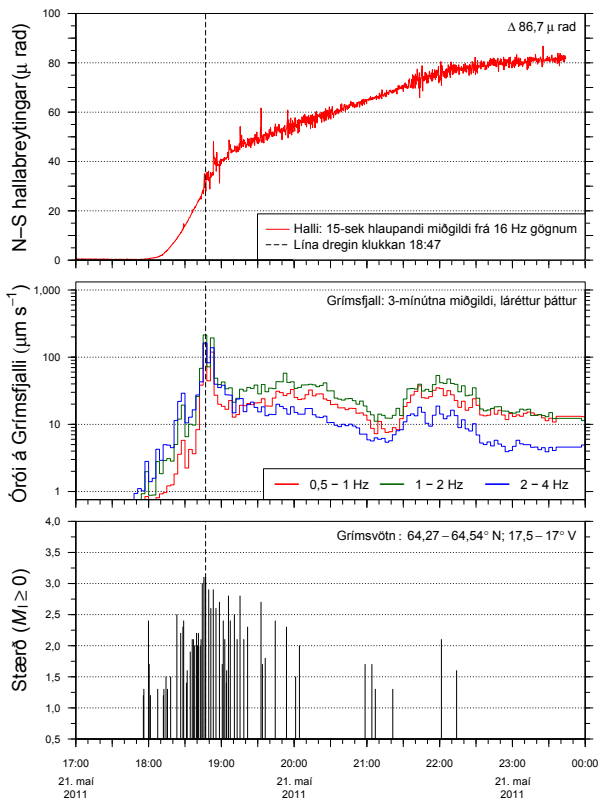 N–S hallabreytingar (μ rad)
100
80
60
40
20
0
Δ 86,7 μ rad
Halli: 15-sek hlaupandi miðgildi frá 16 Hz gögnum
Lína dregin klukkan 18:47
Órói á Grímsfjalli (μm s⁻¹)
1,000
100
10
1
Grímsfjall: 3-mínútna miðgildi, láréttur þáttur
0,5 – 1 Hz
1 – 2 Hz
2 – 4 Hz
Stærð (Ml ≥ 0)
4,0
3,5
3,0
2,5
2,0
1,5
1,0
0,5
Grímsvötn : 64,27 – 64,54° N; 17,5 – 17° V
17:00 18:00 19:00 20:00 21:00 22:00 23:00 00:00
21. maí 21. maí 21. maí
2011 2011 2011